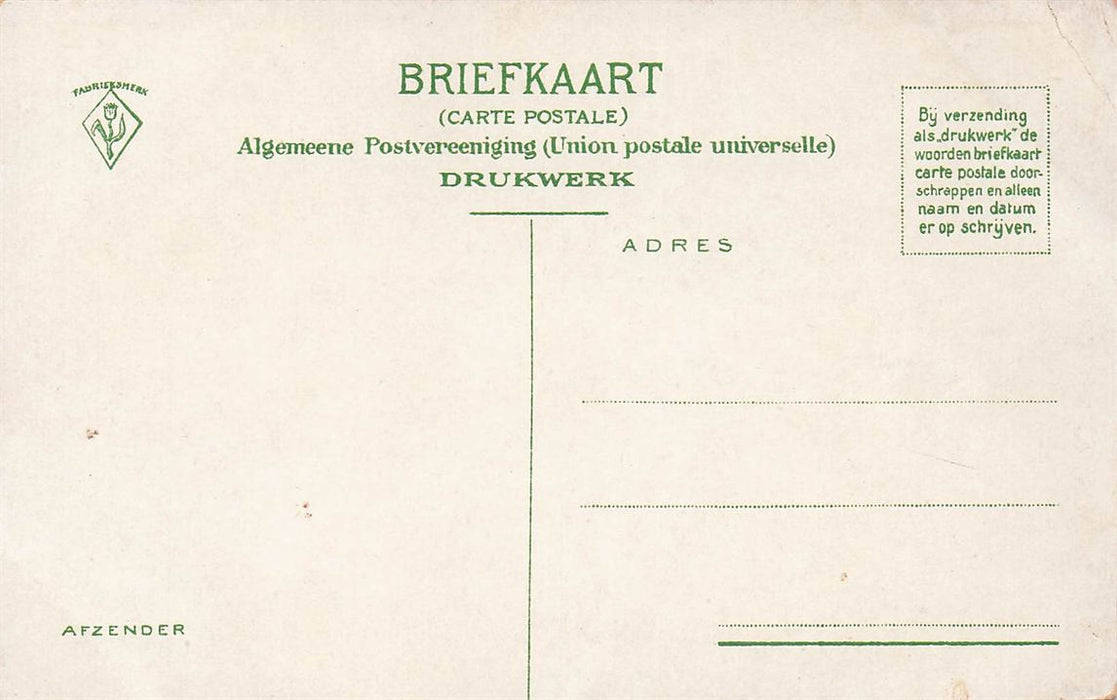 FABRIEKSMERK
BRIEFKAART
(CARTE POSTALE)
Algemeene Postvereeniging (Union postale universelle)
DRUKWERK
Bij verzending
als „drukwerk” de
woorden briefkaart
carte postale door-
schrappen en alleen
naam en datum
er op schrijven.
ADRES
AFZENDER